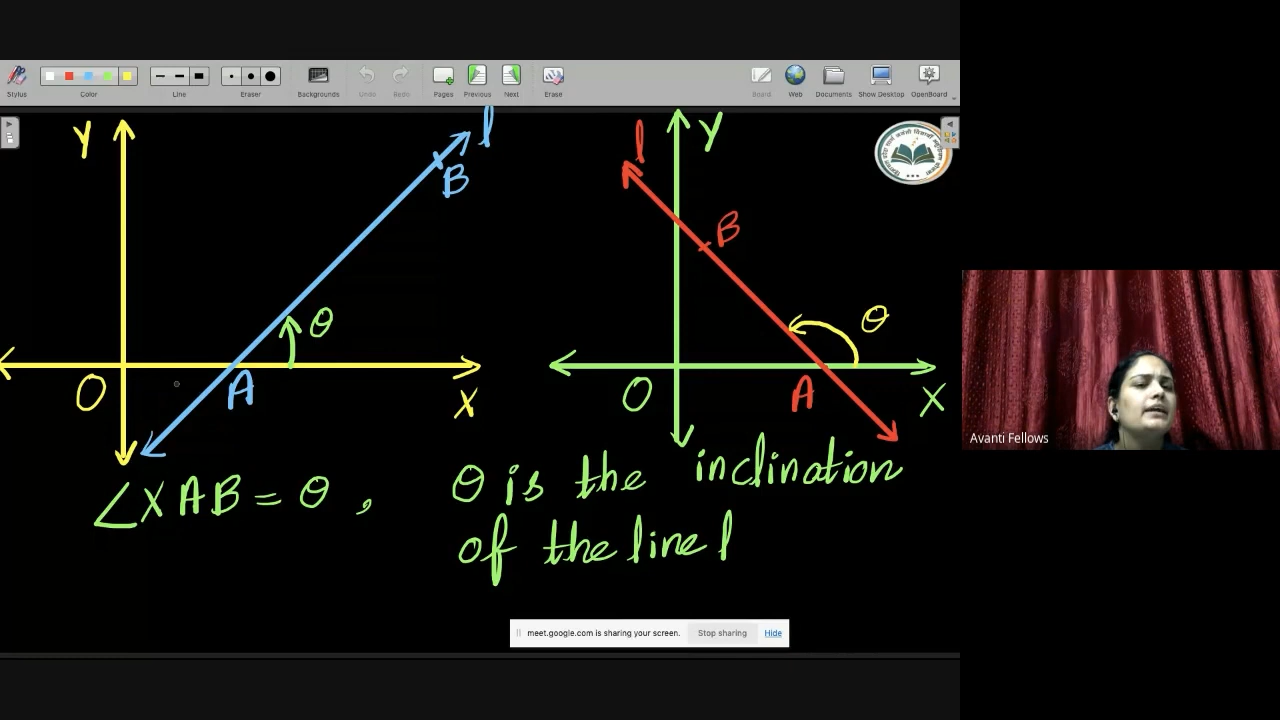 Stylus
Color
Line
Eraser
Backgrounds
Undo
Redo
Pages
Previous
Next
Erase
Board
Web
Documents
Show Desktop
OpenBoard
Y
l
B
θ
O
A
X
l
Y
B
θ
O
A
X
∠XAB = θ , θ is the inclination
of the line l
Avanti Fellows
meet.google.com is sharing your screen. Stop sharing Hide